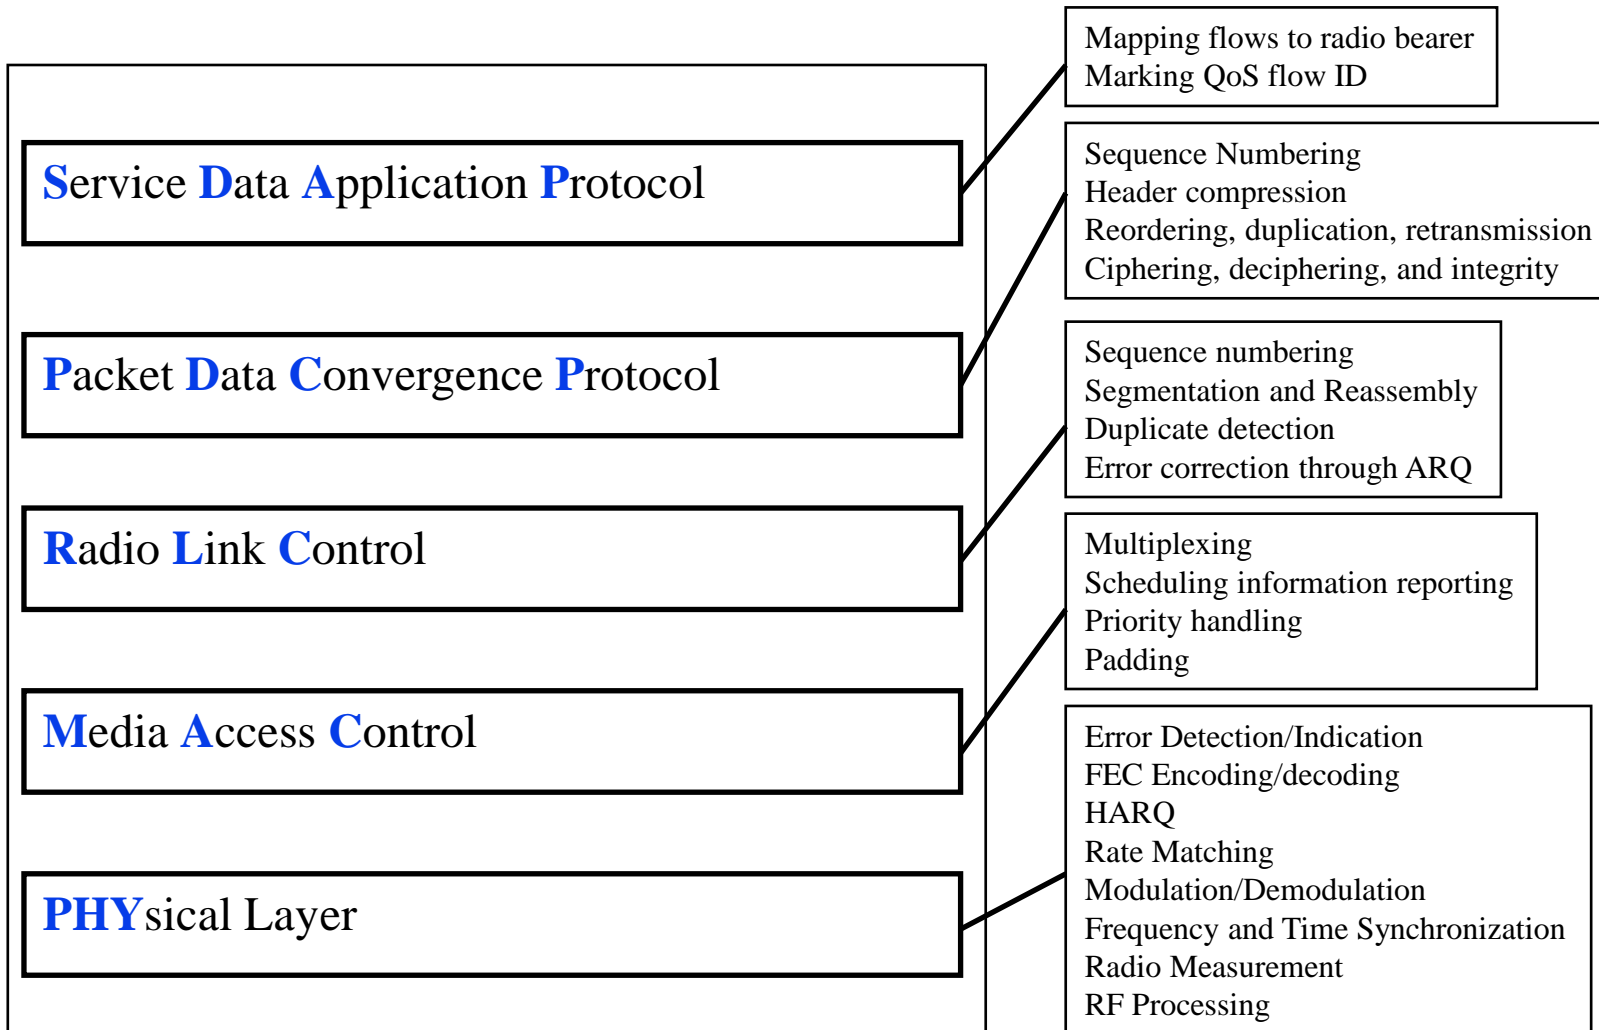 Service Data Application Protocol
Mapping flows to radio bearer
Marking QoS flow ID
Packet Data Convergence Protocol
Sequence Numbering
Header compression
Reordering, duplication, retransmission
Ciphering, deciphering, and integrity
Radio Link Control
Sequence numbering
Segmentation and Reassembly
Duplicate detection
Error correction through ARQ
Media Access Control
Multiplexing
Scheduling information reporting
Priority handling
Padding
PHYsical Layer
Error Detection/Indication
FEC Encoding/decoding
HARQ
Rate Matching
Modulation/Demodulation
Frequency and Time Synchronization
Radio Measurement
RF Processing